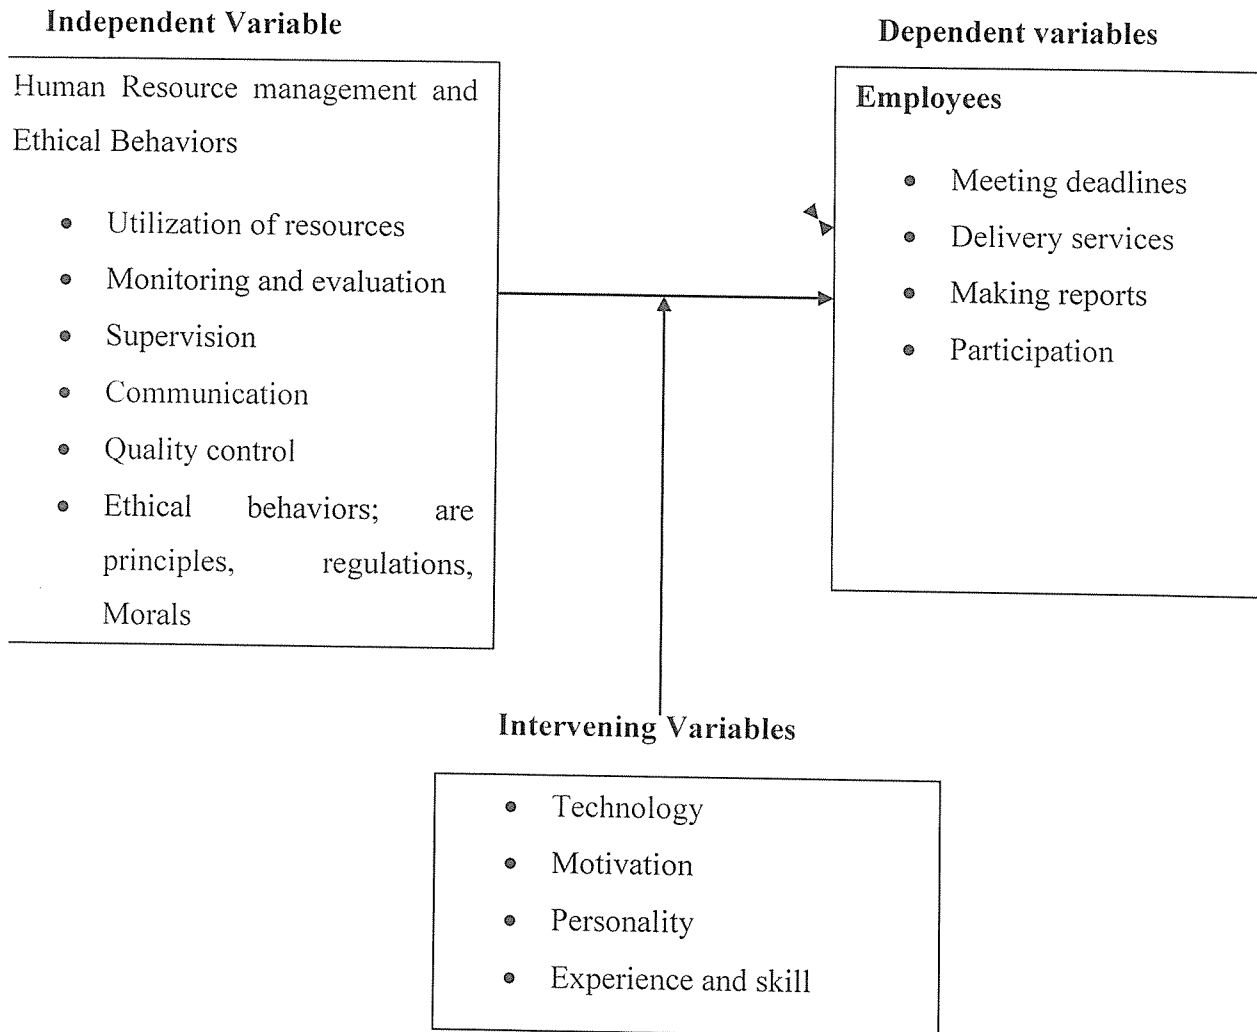 Independent Variable
Human Resource management and
Ethical Behaviors
• Utilization of resources
• Monitoring and evaluation
• Supervision
• Communication
• Quality control
• Ethical behaviors; are
principles, regulations,
Morals
Dependent variables
Employees
• Meeting deadlines
• Delivery services
• Making reports
• Participation
Intervening Variables
• Technology
• Motivation
• Personality
• Experience and skill